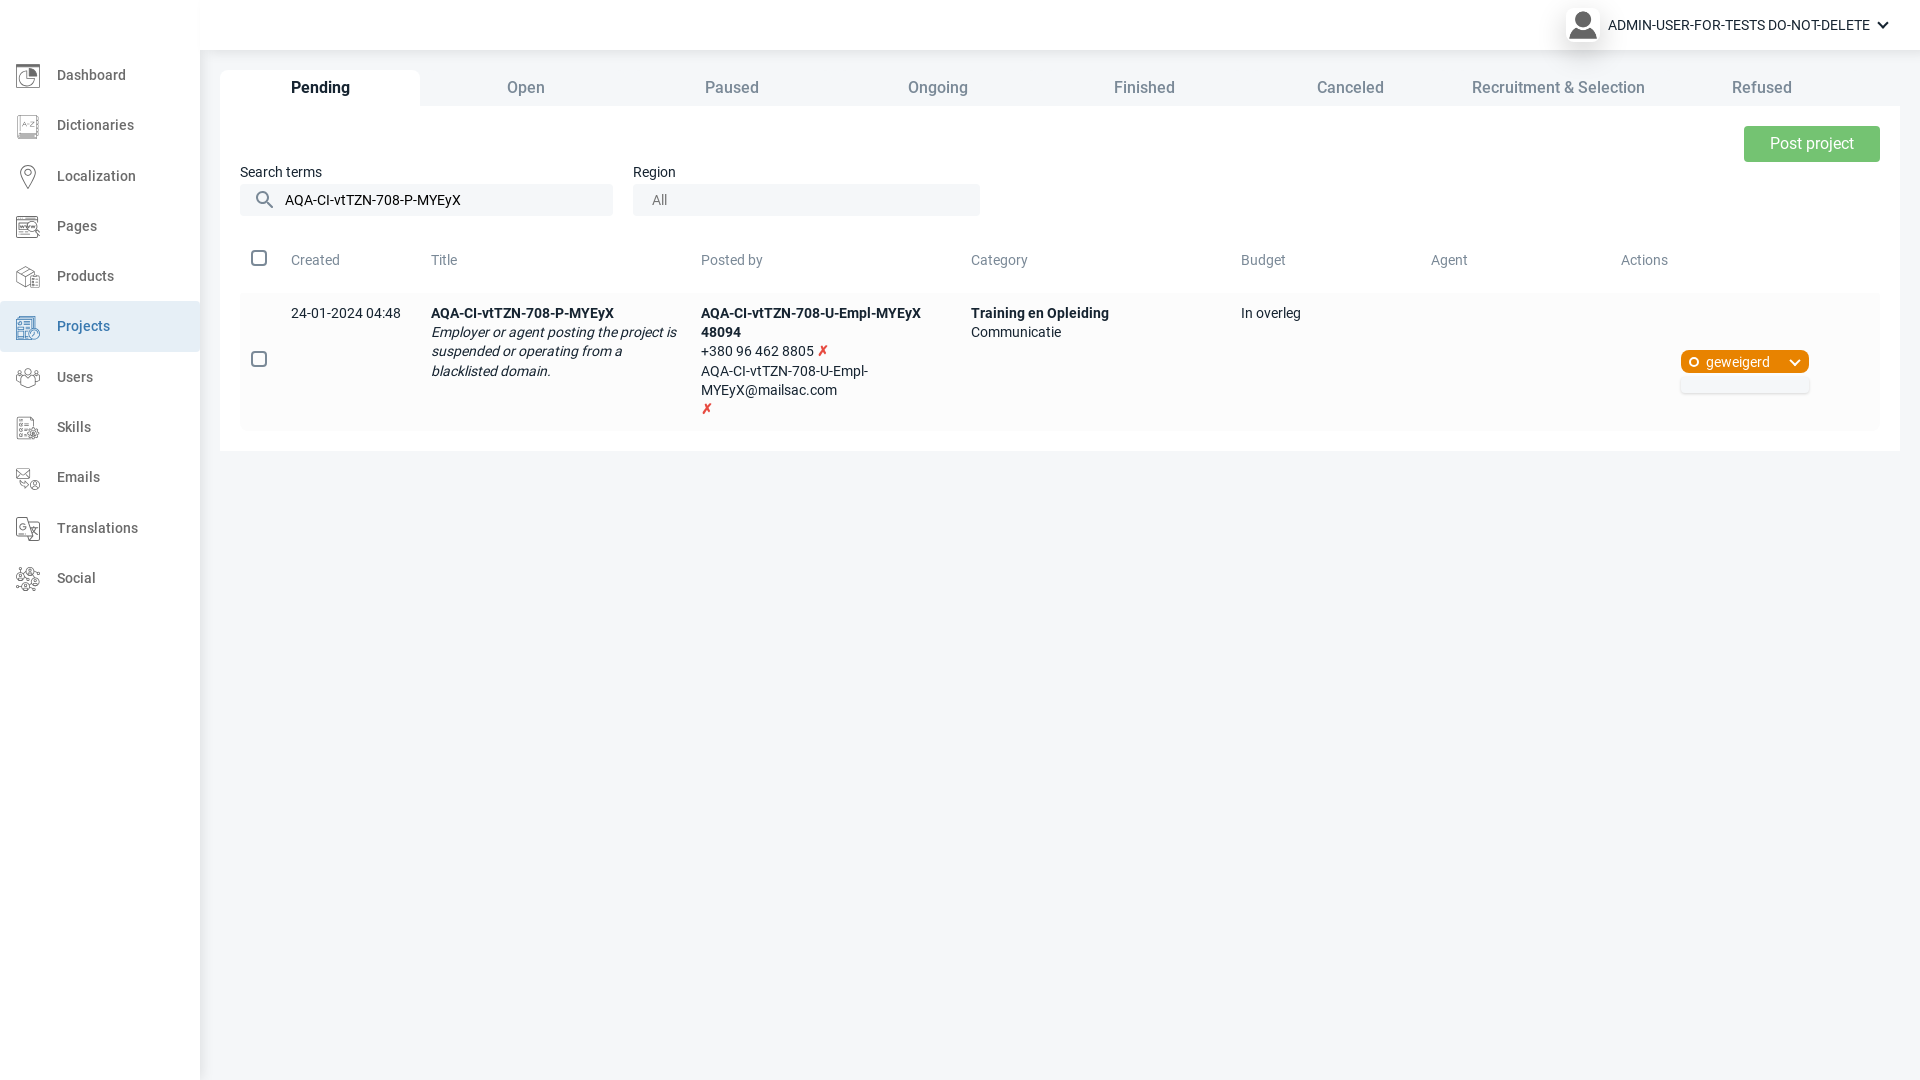 ADMIN-USER-FOR-TESTS DO-NOT-DELETE
Dashboard
Dictionaries
Localization
Pages
Products
Projects
Users
Skills
Emails
Translations
Social
Pending
Open
Paused
Ongoing
Finished
Canceled
Recruitment & Selection
Refused
Post project
Search terms
Region
AQA-CI-vtTZN-708-P-MYEyX
All
Created
Title
Posted by
Category
Budget
Agent
Actions
24-01-2024 04:48
AQA-CI-vtTZN-708-P-MYEyX
Employer or agent posting the project is
suspended or operating from a
blacklisted domain.
AQA-CI-vtTZN-708-U-Empl-MYEyX
48094
+380 96 462 8805 ✗
AQA-CI-vtTZN-708-U-Empl-
MYEyX@mailsac.com
✗
Training en Opleiding
Communicatie
In overleg
geweigerd